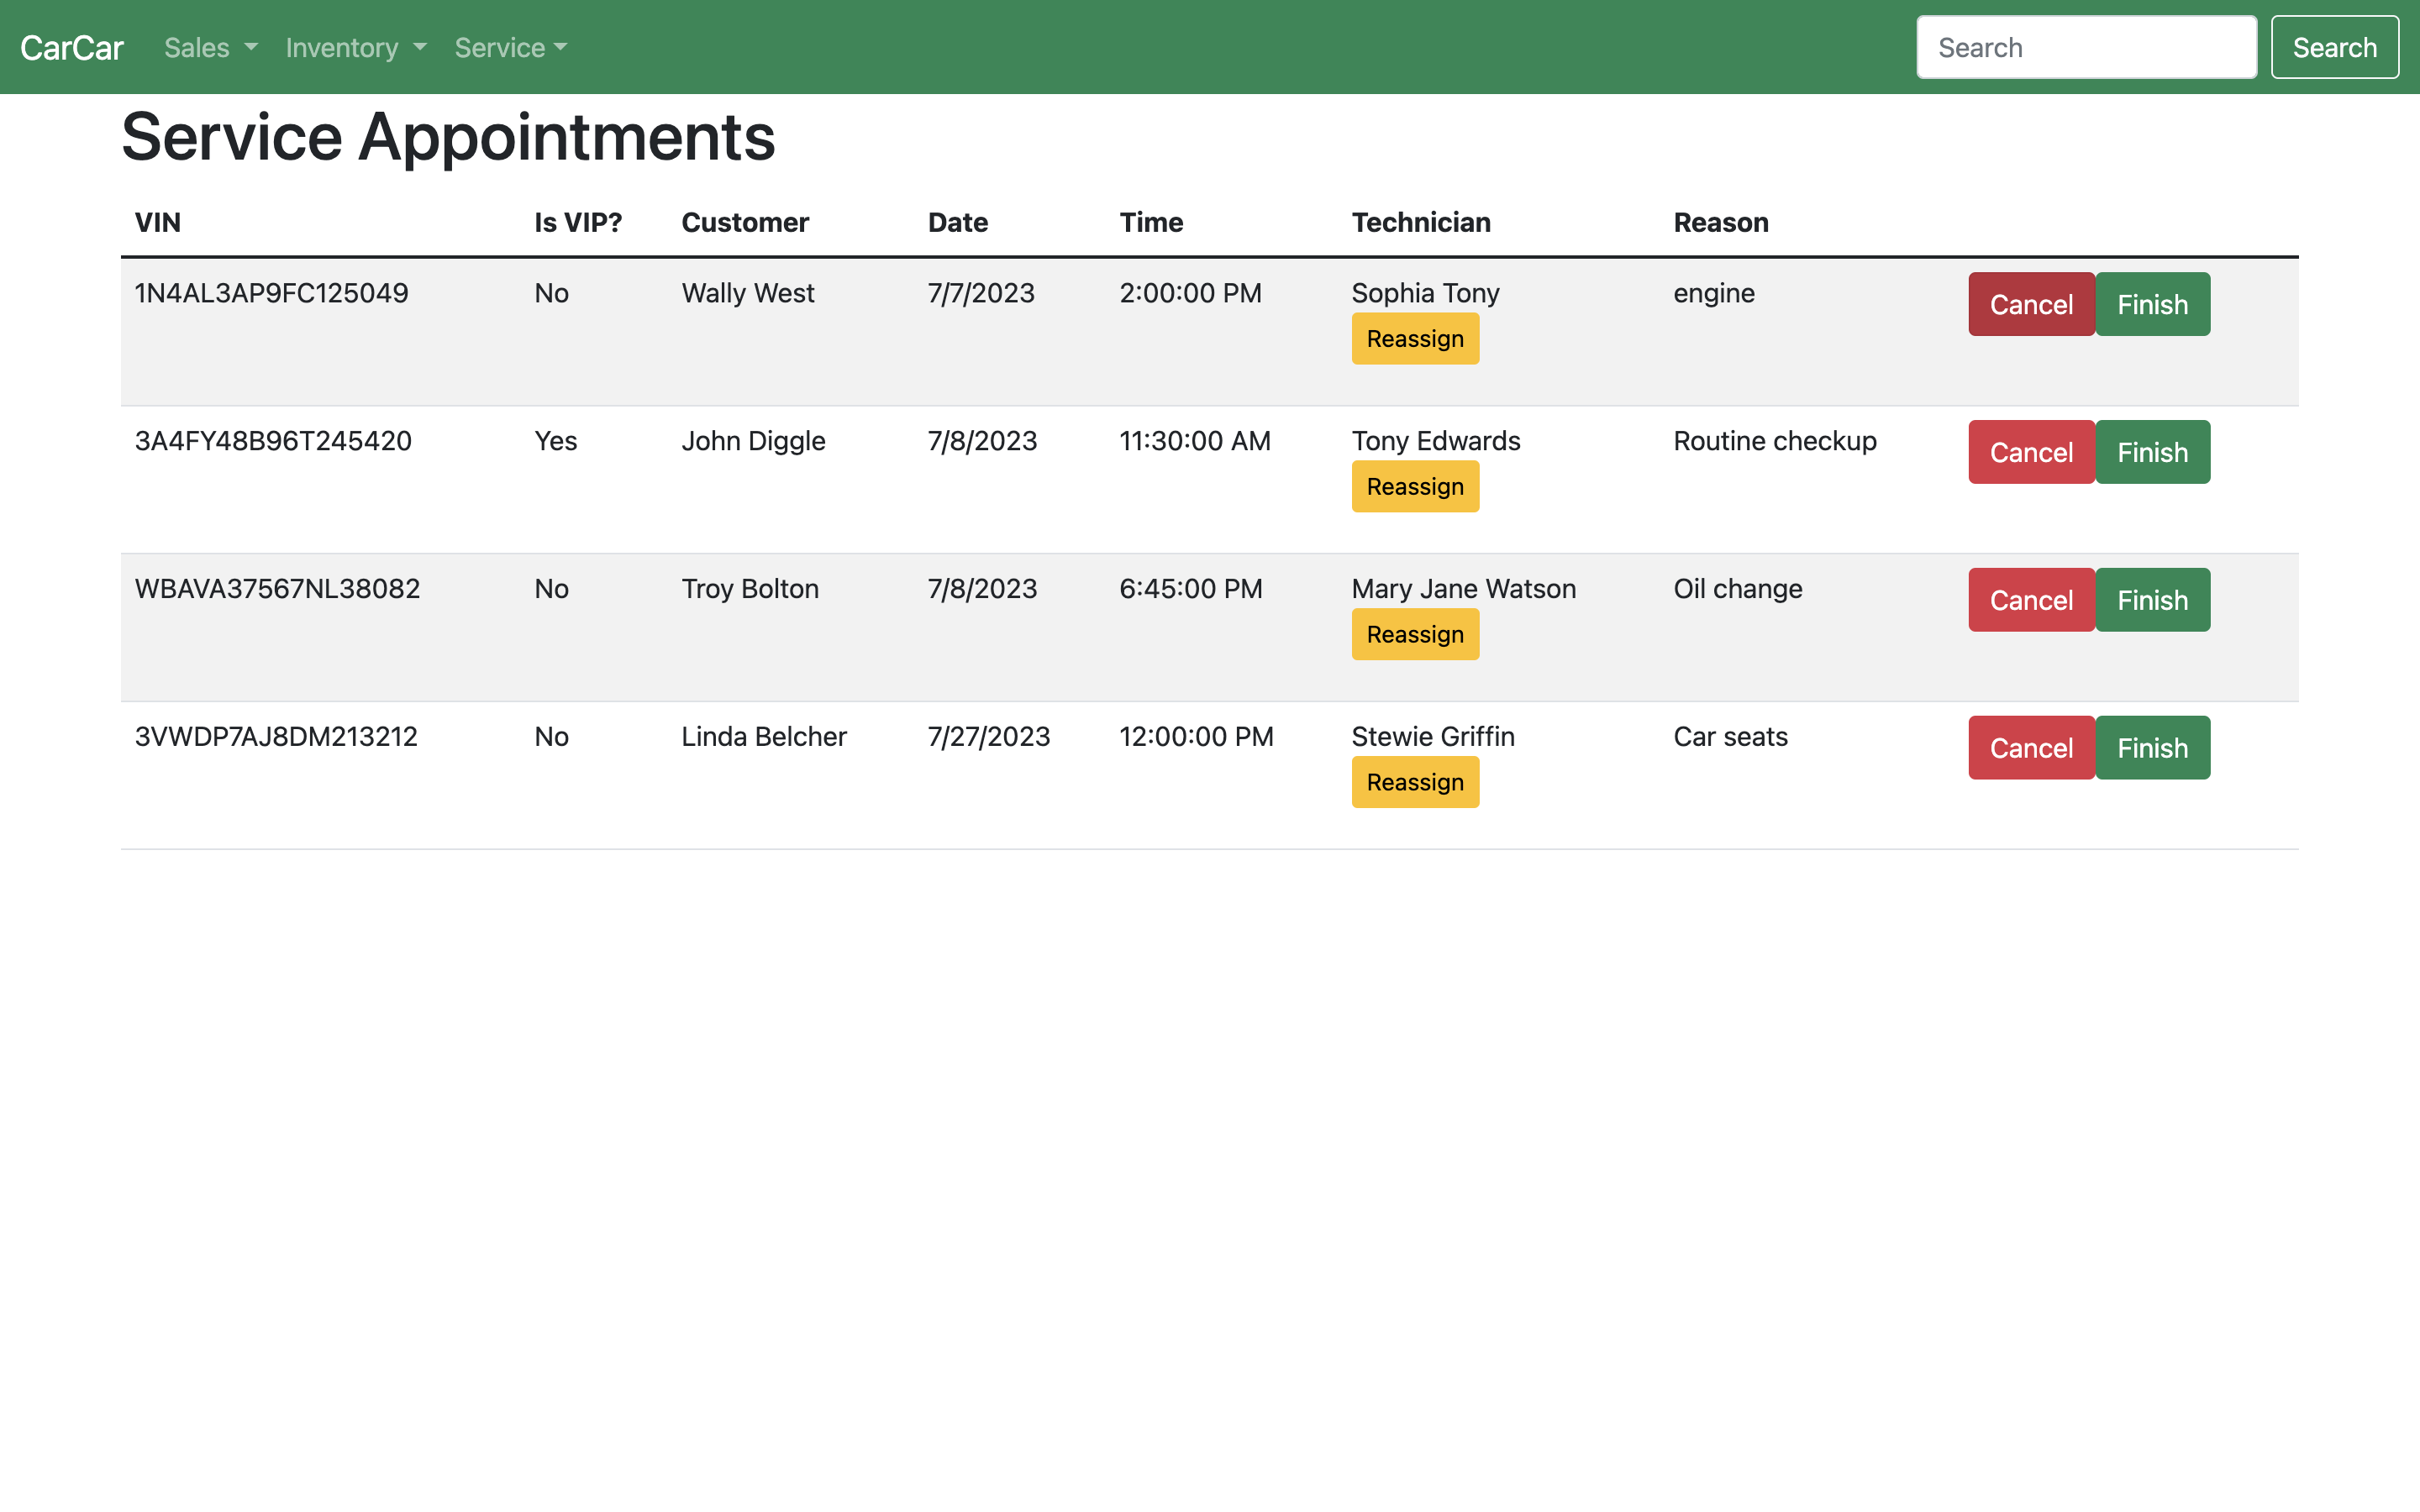 CarCar Sales Inventory Service Search Search
Service Appointments
VIN Is VIP? Customer Date Time Technician Reason
1N4AL3AP9FC125049 No Wally West 7/7/2023 2:00:00 PM Sophia Tony engine Cancel Finish
Reassign
3A4FY48B96T245420 Yes John Diggle 7/8/2023 11:30:00 AM Tony Edwards Routine checkup Cancel Finish
Reassign
WBAVA37567NL38082 No Troy Bolton 7/8/2023 6:45:00 PM Mary Jane Watson Oil change Cancel Finish
Reassign
3VWDP7AJ8DM213212 No Linda Belcher 7/27/2023 12:00:00 PM Stewie Griffin Car seats Cancel Finish
Reassign